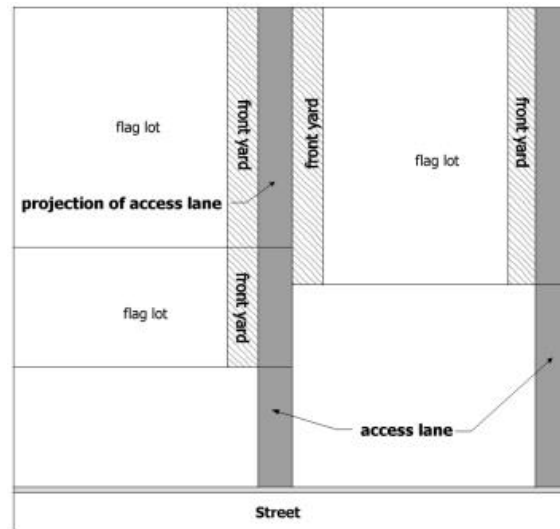 flag lot
front yard
front yard
flag lot
front yard
projection of access lane
flag lot
front yard
access lane
Street